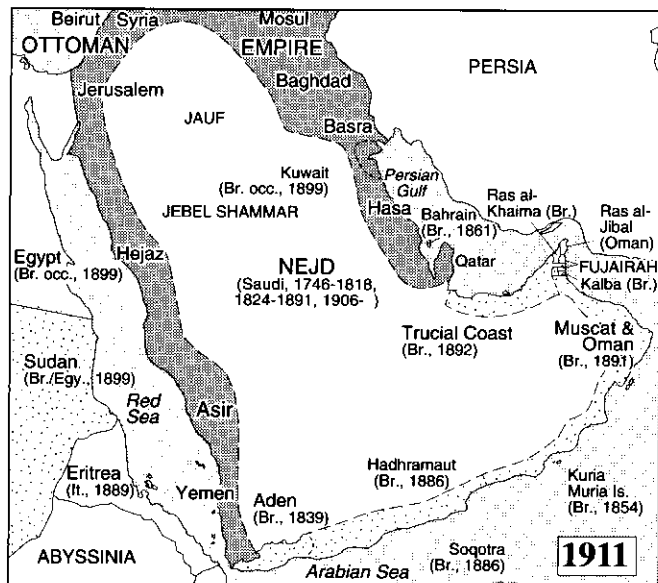 Beirut Syria Mosul
OTTOMAN EMPIRE
PERSIA
Baghdad
Jerusalem
JAUF
Basra
Kuwait
(Br. occ., 1899)
Persian
Gulf
Ras al-
Khaima (Br.)
Ras al-
Jibal
(Oman)
JEBEL SHAMMAR
Hasa
Bahrain
(Br., 1861)
Egypt
(Br. occ., 1899)
Hejaz
NEJD
(Saudi, 1746-1818,
1824-1891, 1906- )
Qatar
FUJAIRAH
Kalba (Br.)
Trucial Coast
(Br., 1892)
Muscat &
Oman
(Br., 1891)
Sudan
(Br./Egy., 1899)
Red
Sea
Asir
Eritrea
(It., 1889)
Yemen
Aden
(Br., 1839)
Hadhramaut
(Br., 1886)
Kuria
Muria Is.
(Br., 1854)
ABYSSINIA
Soqotra
(Br., 1886)
Arabian Sea
1911